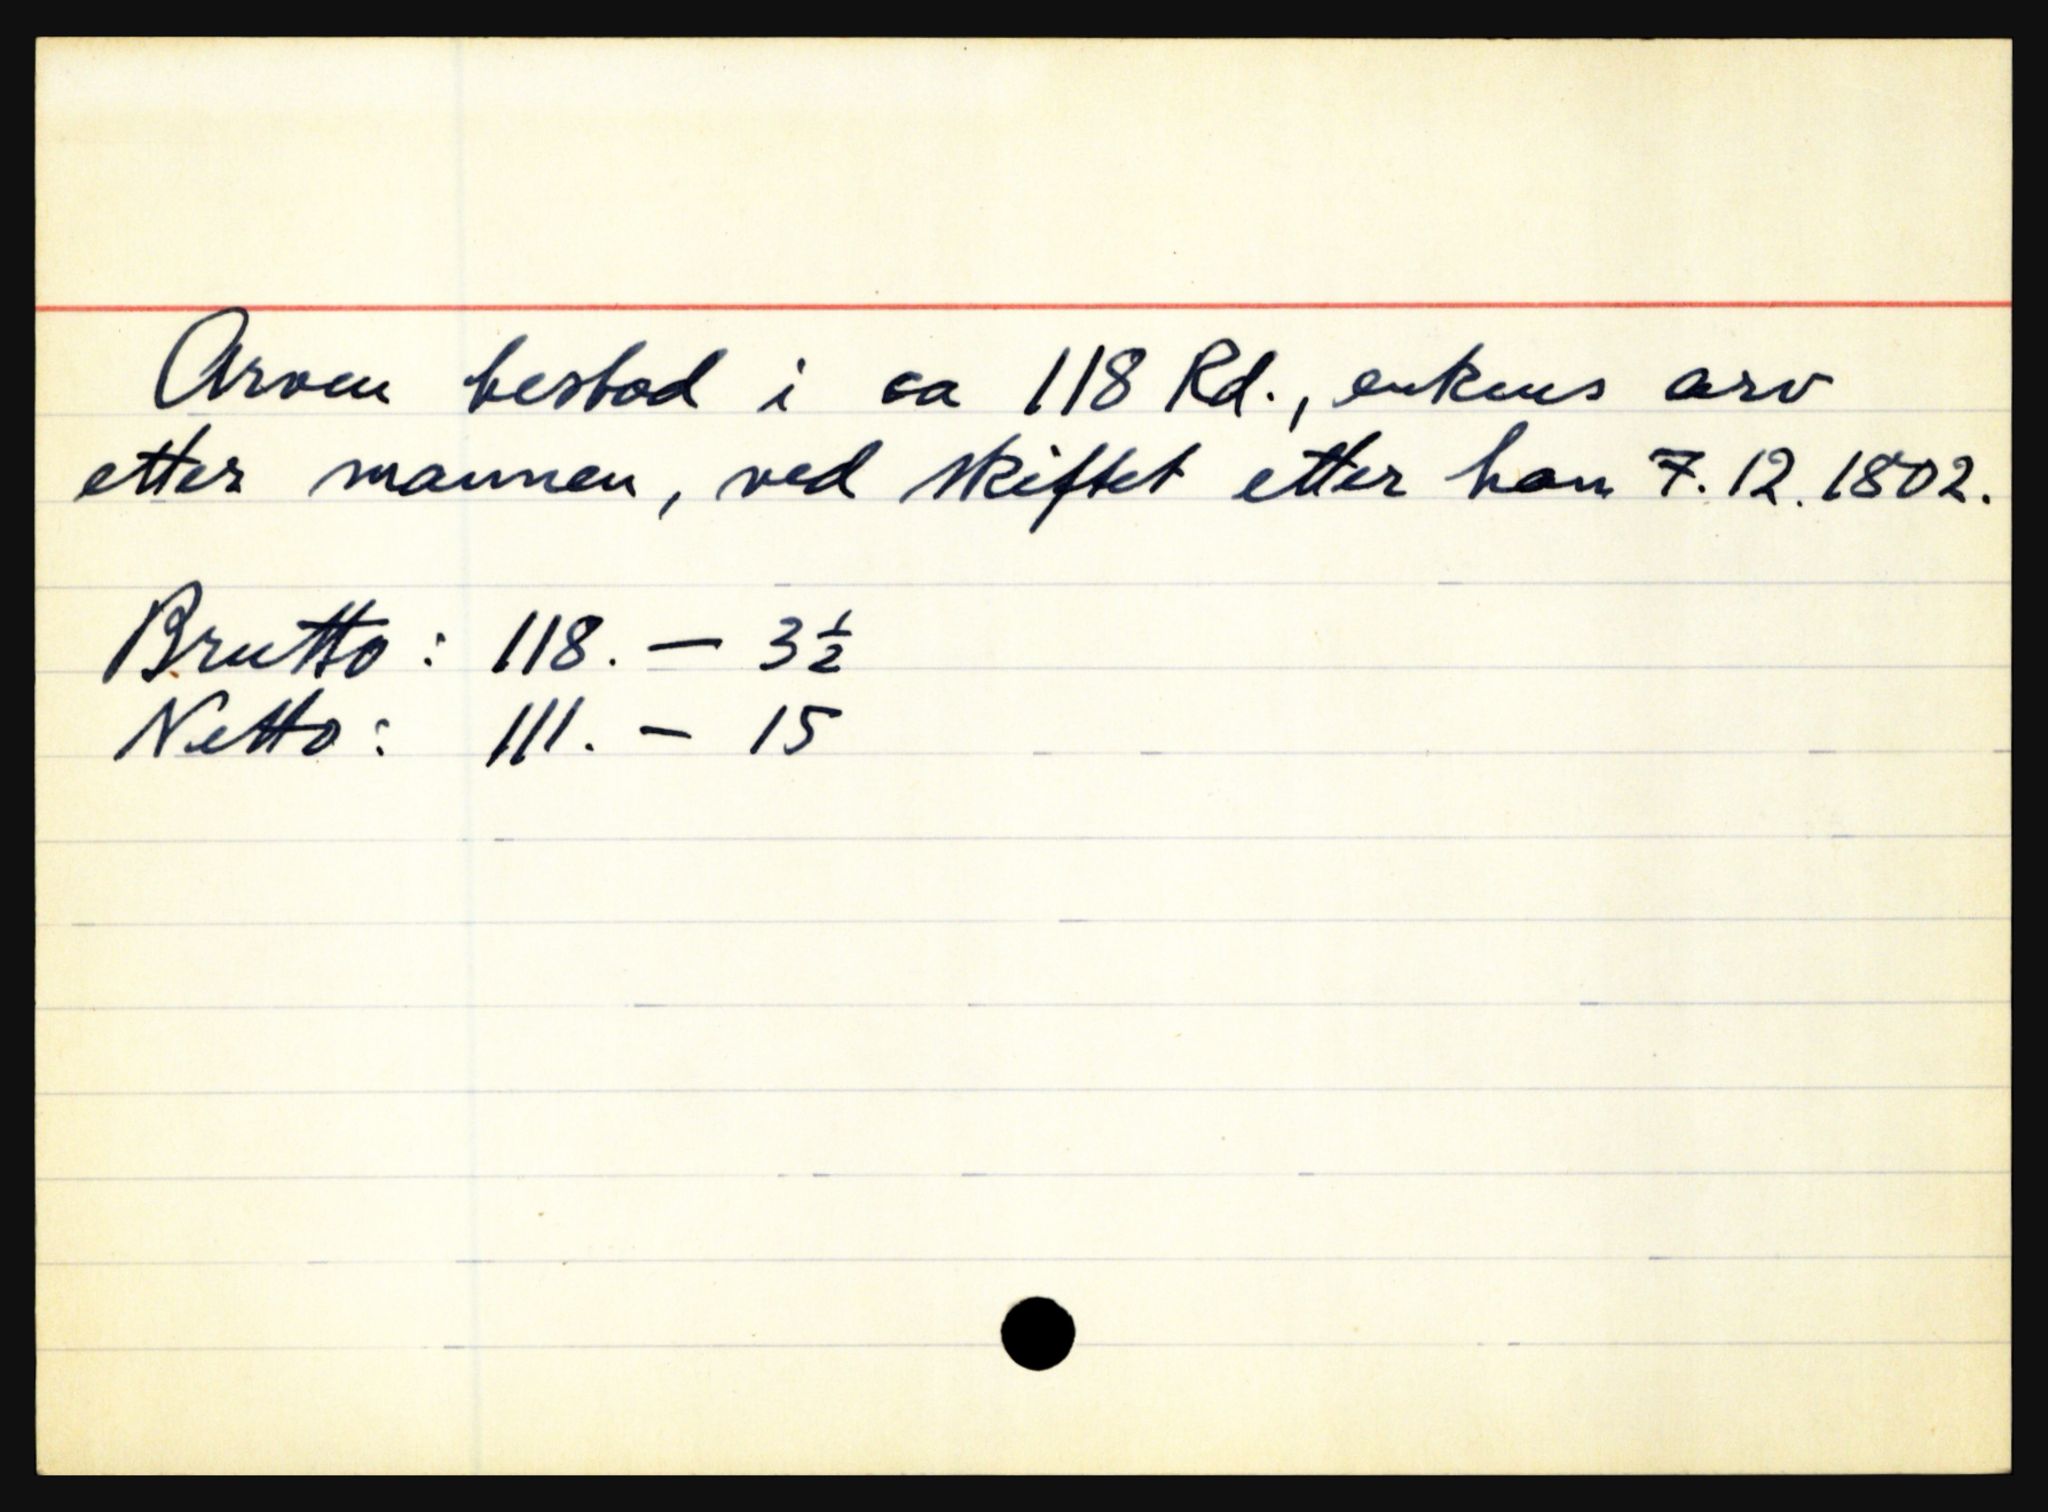 Arven bestod i ca 118 Rd., enkens arv
etter mannen, ved skiftet etter ham 7.12.1802.
Brutto: 118. — 3½
Netto: 111. — 15